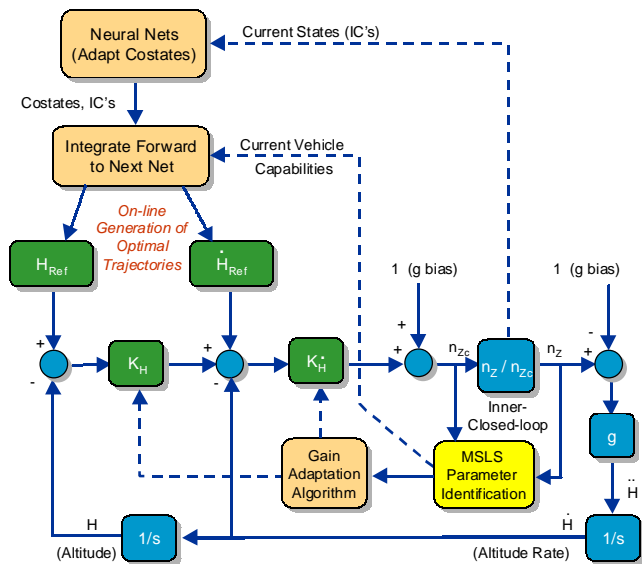 Neural Nets
(Adapt Costates)
Current States (IC's)
Costates, IC's
Integrate Forward
to Next Net
Current Vehicle
Capabilities
On-line
Generation of
Optimal
Trajectories
H_Ref
Ḣ_Ref
1 (g bias)
1 (g bias)
+
+
+
-
+
+
-
+
-
K_H
K_Ḣ
n_Zc
n_Z / n_Zc
n_Z
Inner-
Closed-loop
g
Gain
Adaptation
Algorithm
MSLS
Parameter
Identification
Ḧ
H
(Altitude)
1/s
Ḣ
(Altitude Rate)
1/s